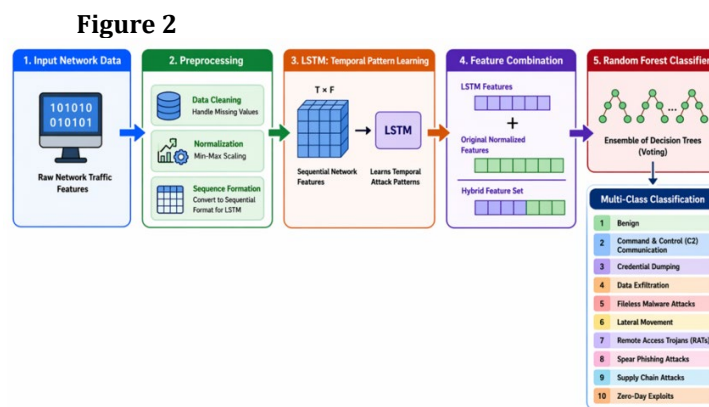 Figure 2
1. Input Network Data
101010
010101
Raw Network Traffic
Features
2. Preprocessing
Data Cleaning
Handle Missing Values
Normalization
Min-Max Scaling
Sequence Formation
Convert to Sequential
Format for LSTM
3. LSTM: Temporal Pattern Learning
T × F
LSTM
Sequential Network
Features
Learns Temporal
Attack Patterns
4. Feature Combination
LSTM Features
+
Original Normalized
Features
Hybrid Feature Set
5. Random Forest Classifier
...
Ensemble of Decision Trees
(Voting)
Multi-Class Classification
1 Benign
2 Command & Control (C2)
Communication
3 Credential Dumping
4 Data Exfiltration
5 Fileless Malware Attacks
6 Lateral Movement
7 Remote Access Trojans (RATs)
8 Spear Phishing Attacks
9 Supply Chain Attacks
10 Zero-Day Exploits